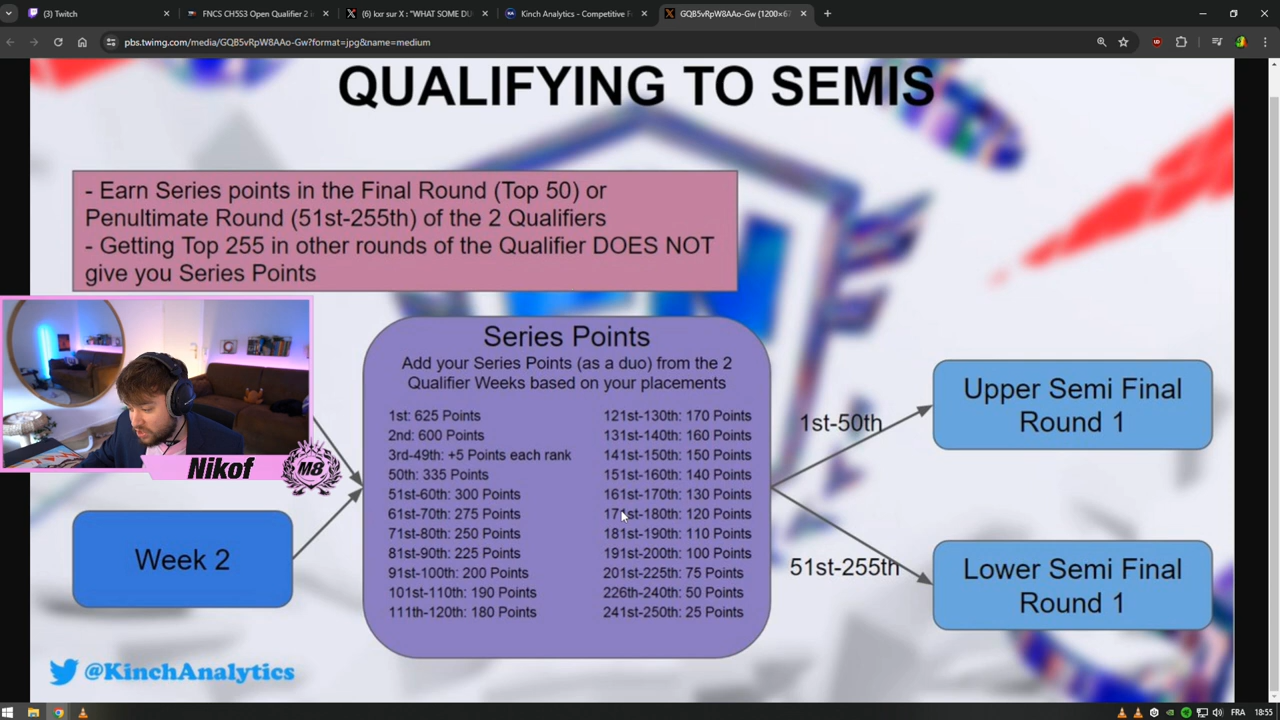 Twitch
FNCS CH5S3 Open Qualifier 2
(6) loxr sur X : "WHAT SOME DU
Kinch Analytics - Competitive F
GQB5vRpW8AAo-Gw (1200×67
pbs.twimg.com/media/GQB5vRpW8AAo-Gw?format=jpg&name=medium
QUALIFYING TO SEMIS
- Earn Series points in the Final Round (Top 50) or
Penultimate Round (51st-255th) of the 2 Qualifiers
- Getting Top 255 in other rounds of the Qualifier DOES NOT
give you Series Points
Series Points
Add your Series Points (as a duo) from the 2
Qualifier Weeks based on your placements
1st: 625 Points
2nd: 600 Points
3rd-49th: +5 Points each rank
50th: 335 Points
51st-60th: 300 Points
61st-70th: 275 Points
71st-80th: 250 Points
81st-90th: 225 Points
91st-100th: 200 Points
101st-110th: 190 Points
111th-120th: 180 Points
121st-130th: 170 Points
131st-140th: 160 Points
141st-150th: 150 Points
151st-160th: 140 Points
161st-170th: 130 Points
171st-180th: 120 Points
181st-190th: 110 Points
191st-200th: 100 Points
201st-225th: 75 Points
226th-240th: 50 Points
241st-250th: 25 Points
1st-50th
Upper Semi Final
Round 1
51st-255th
Lower Semi Final
Round 1
Nikof
M8
Week 2
@KinchAnalytics
FRA
18:55